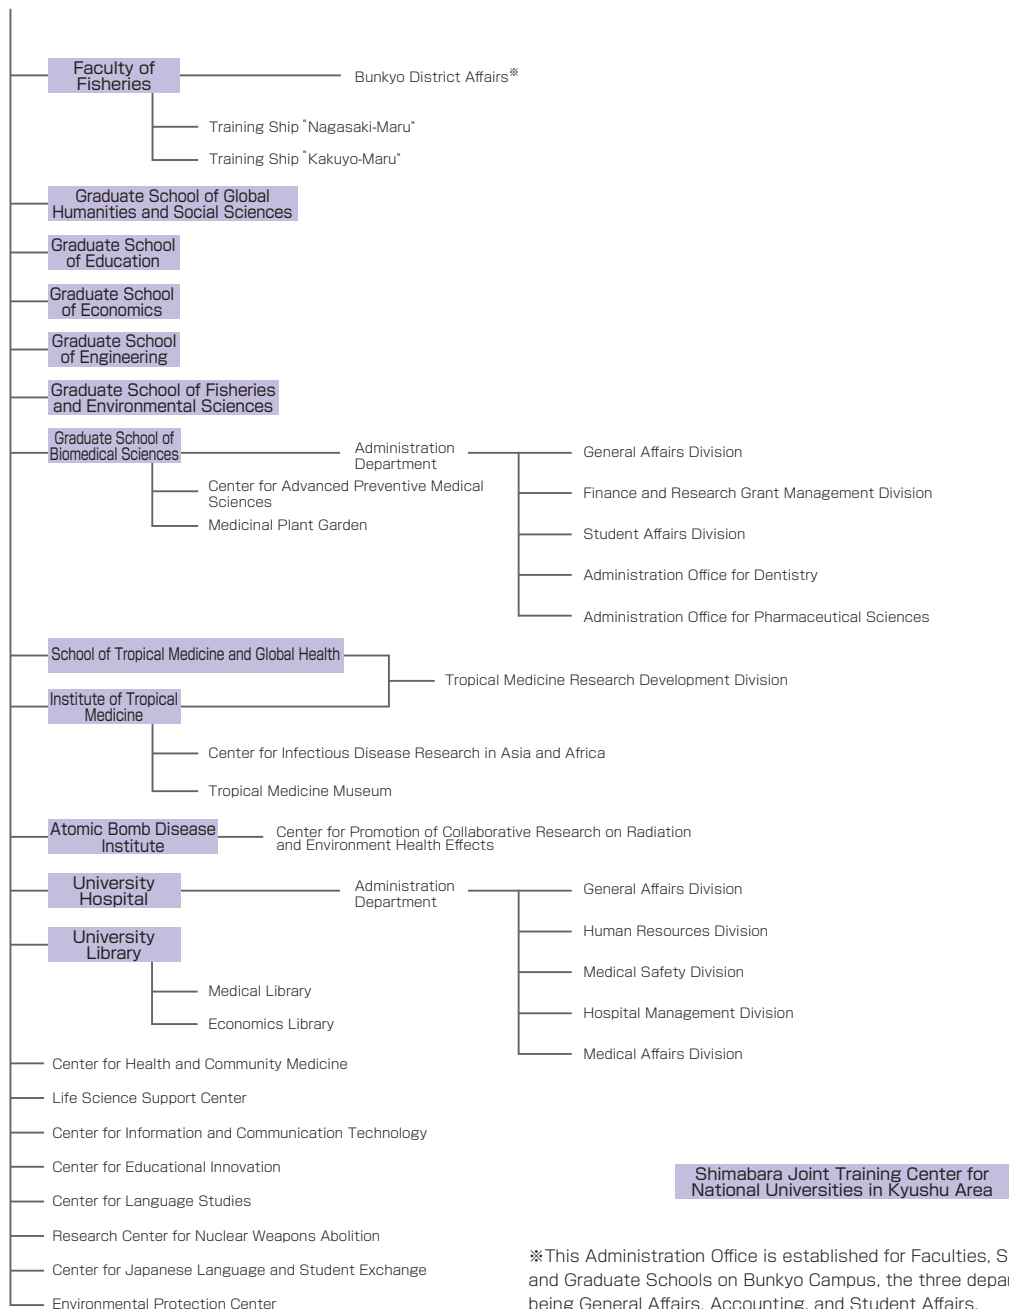 Faculty of
Fisheries
Bunkyo District Affairs※
Training Ship "Nagasaki-Maru"
Training Ship "Kakuyo-Maru"
Graduate School of Global
Humanities and Social Sciences
Graduate School
of Education
Graduate School
of Economics
Graduate School
of Engineering
Graduate School of Fisheries
and Environmental Sciences
Graduate School of
Biomedical Sciences
Administration
Department
General Affairs Division
Finance and Research Grant Management Division
Student Affairs Division
Administration Office for Dentistry
Administration Office for Pharmaceutical Sciences
Center for Advanced Preventive Medical
Sciences
Medicinal Plant Garden
School of Tropical Medicine and Global Health
Tropical Medicine Research Development Division
Institute of Tropical
Medicine
Center for Infectious Disease Research in Asia and Africa
Tropical Medicine Museum
Atomic Bomb Disease
Institute
Center for Promotion of Collaborative Research on Radiation
and Environment Health Effects
University
Hospital
Administration
Department
General Affairs Division
Human Resources Division
Medical Safety Division
Hospital Management Division
Medical Affairs Division
University
Library
Medical Library
Economics Library
Center for Health and Community Medicine
Life Science Support Center
Center for Information and Communication Technology
Center for Educational Innovation
Center for Language Studies
Research Center for Nuclear Weapons Abolition
Center for Japanese Language and Student Exchange
Environmental Protection Center
Shimabara Joint Training Center for
National Universities in Kyushu Area
※This Administration Office is established for Faculties,
and Graduate Schools on Bunkyo Campus, the three
being General Affairs, Accounting, and Student Affairs.